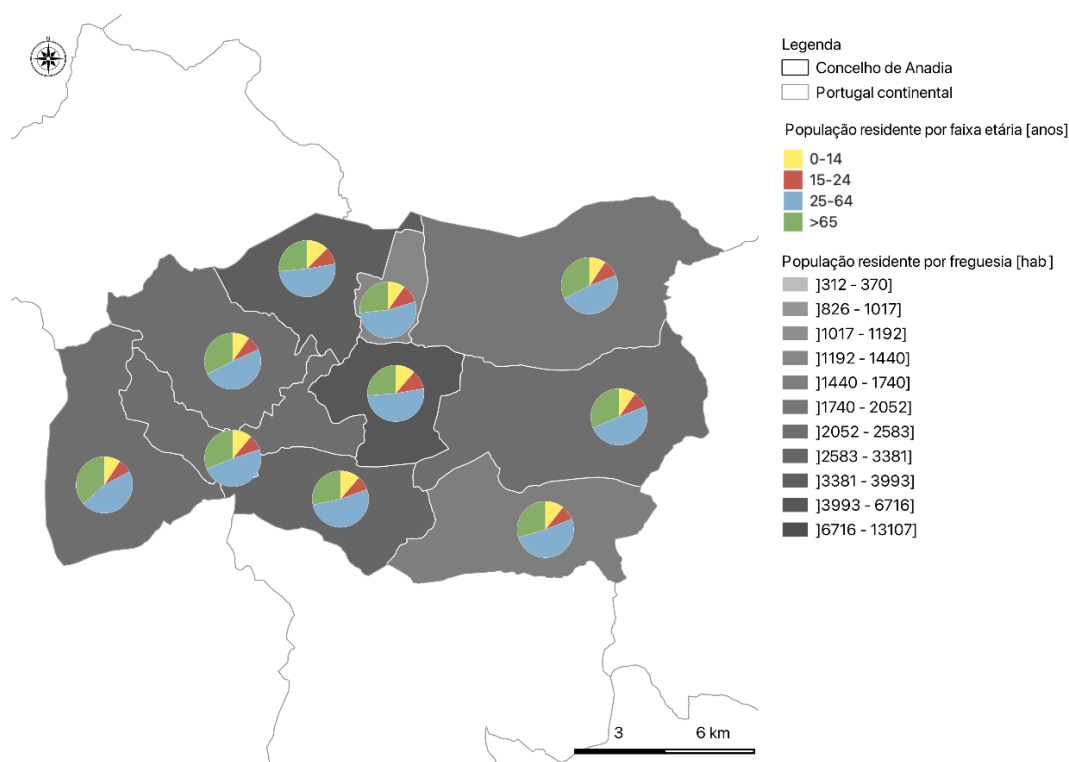 N
Legenda
Concelho de Anadia
Portugal continental
População residente por faixa etária [anos]
0-14
15-24
25-64
>65
População residente por freguesia [hab]
]312 - 370]
]826 - 1017]
]1017 - 1192]
]1192 - 1440]
]1440 - 1740]
]1740 - 2052]
]2052 - 2583]
]2583 - 3381]
]3381 - 3993]
]3993 - 6716]
]6716 - 13107]
3 6 km